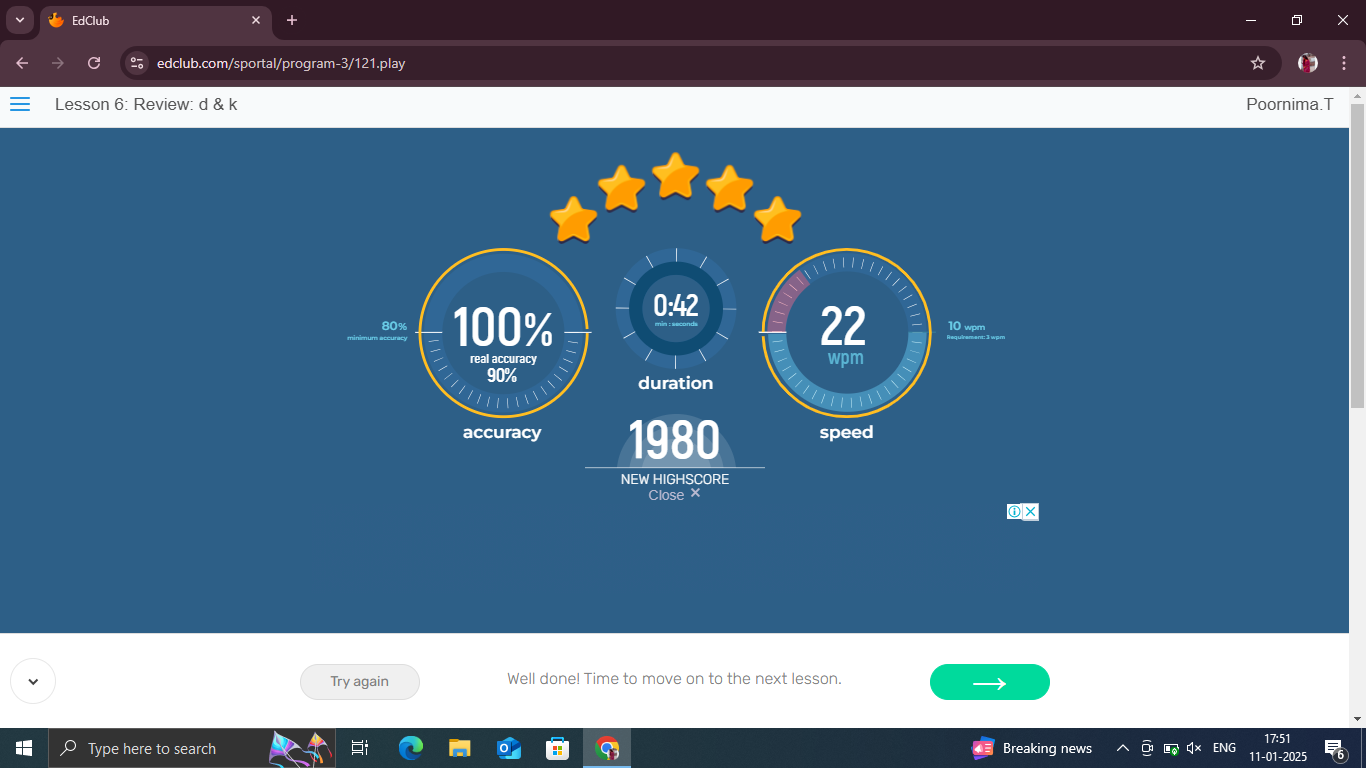 EdClub
edclub.com/sportal/program-3/121.play
Lesson 6: Review: d & k
Poornima.T
80%
minimum accuracy
100%
real accuracy
90%
accuracy
0:42
min : seconds
duration
22
wpm
speed
10 wpm
Requirement: 3 wpm
1980
NEW HIGHSCORE
Close
Try again
Well done! Time to move on to the next lesson.
Type here to search
Breaking news
ENG
17:51
11-01-2025
6